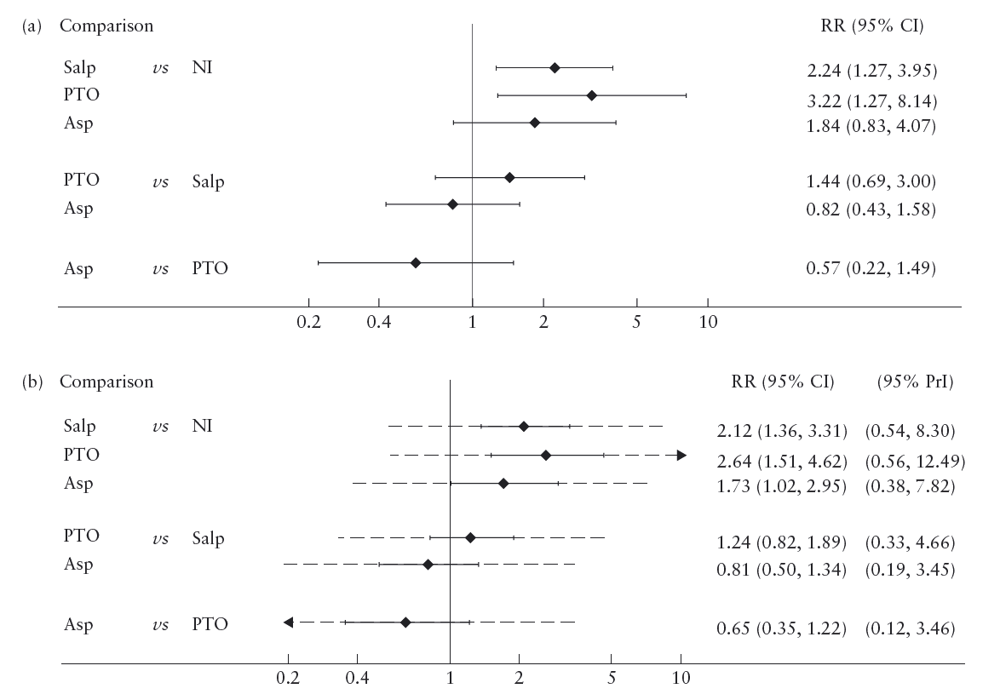 (a) Comparison RR (95% CI)
Salp vs NI 2.24 (1.27, 3.95)
PTO 3.22 (1.27, 8.14)
Asp 1.84 (0.83, 4.07)
PTO vs Salp 1.44 (0.69, 3.00)
Asp 0.82 (0.43, 1.58)
Asp vs PTO 0.57 (0.22, 1.49)
0.2 0.4 1 2 5 10
(b) Comparison RR (95% CI) (95% PrI)
Salp vs NI 2.12 (1.36, 3.31) (0.54, 8.30)
PTO 2.64 (1.51, 4.62) (0.56, 12.49)
Asp 1.73 (1.02, 2.95) (0.38, 7.82)
PTO vs Salp 1.24 (0.82, 1.89) (0.33, 4.66)
Asp 0.81 (0.50, 1.34) (0.19, 3.45)
Asp vs PTO 0.65 (0.35, 1.22) (0.12, 3.46)
0.2 0.4 1 2 5 10